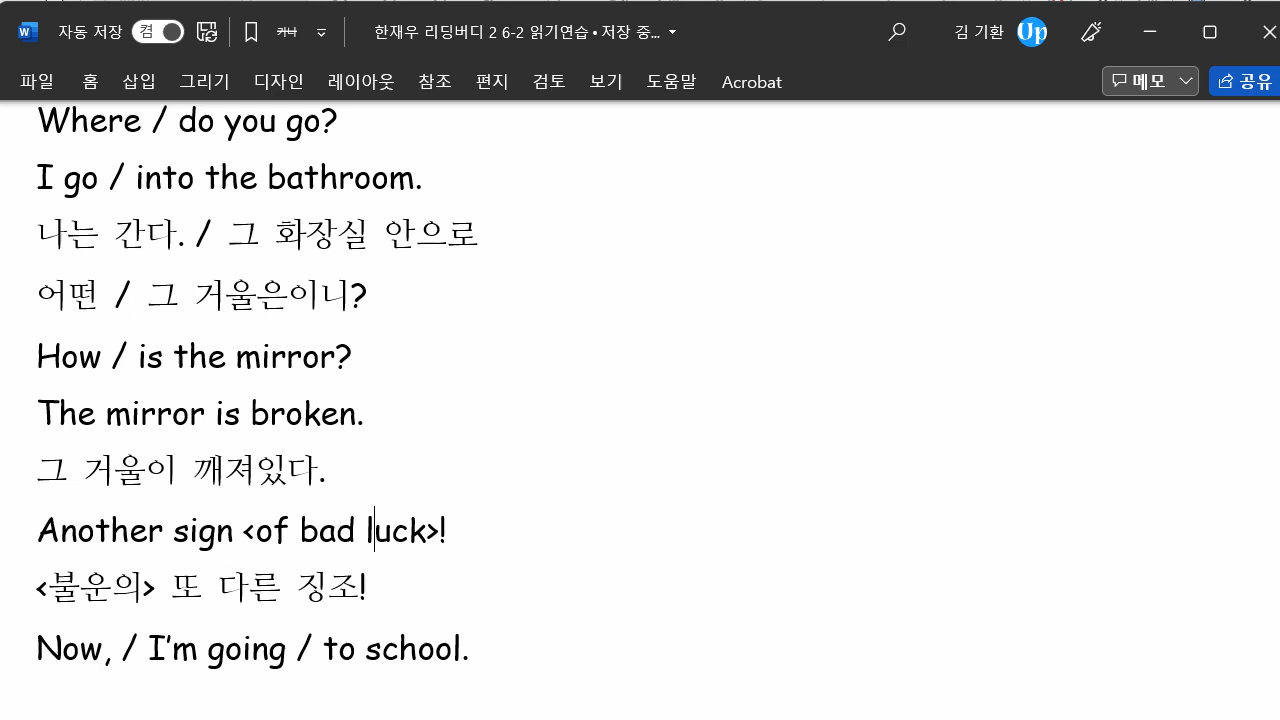 자동 저장 켬 가나 한재우 리딩버디 2 6-2 읽기연습 • 저장 중... 김 기환 Up
파일 홈 삽입 그리기 디자인 레이아웃 참조 편지 검토 보기 도움말 Acrobat 메모 공유
Where / do you go?
I go / into the bathroom.
나는 간다. / 그 화장실 안으로
어떤 / 그 거울은이니?
How / is the mirror?
The mirror is broken.
그 거울이 깨져있다.
Another sign <of bad luck>!
<불운의> 또 다른 징조!
Now, / I’m going / to school.